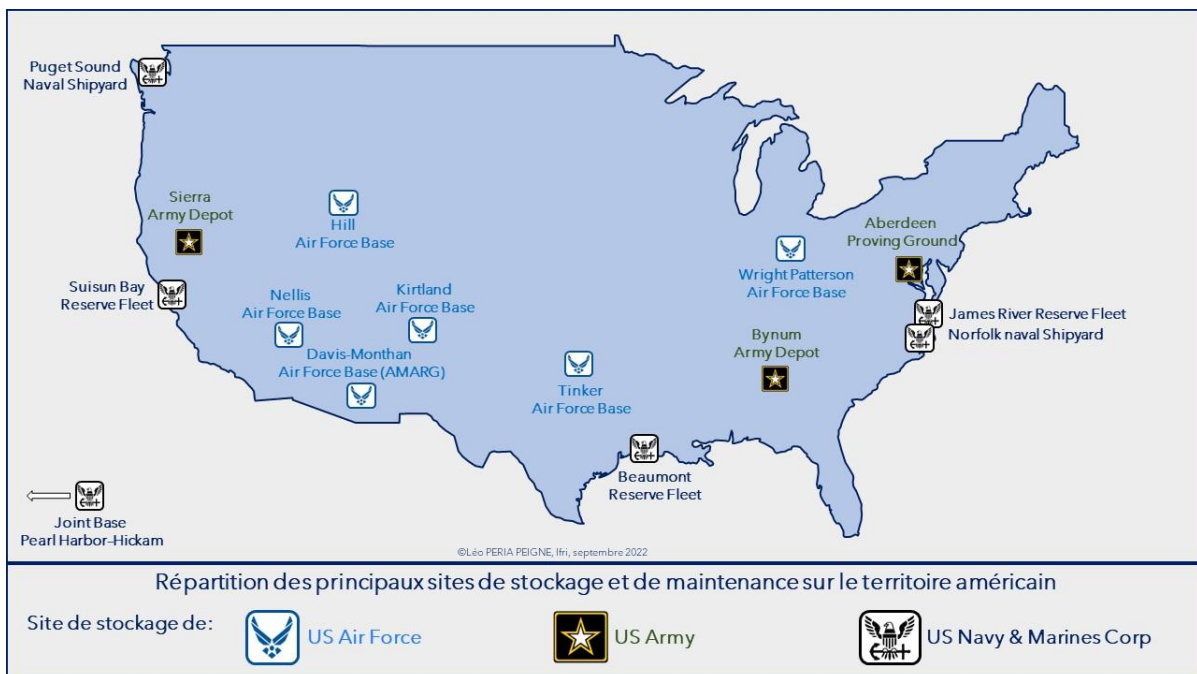 Puget Sound
Naval Shipyard
Sierra
Army Depot
Hill
Air Force Base
Aberdeen
Proving Ground
Wright Patterson
Air Force Base
Suisun Bay
Reserve Fleet
Nellis
Air Force Base
Kirtland
Air Force Base
James River Reserve Fleet
Norfolk naval Shipyard
Davis-Monthan
Air Force Base (AMARG)
Bynum
Army Depot
Tinker
Air Force Base
Beaumont
Reserve Fleet
Joint Base
Pearl Harbor-Hickam
©Léo PERIA PEIGNE, Ifri, septembre 2022
Répartition des principaux sites de stockage et de maintenance sur le territoire américain
Site de stockage de:
US Air Force
US Army
US Navy & Marines Corp